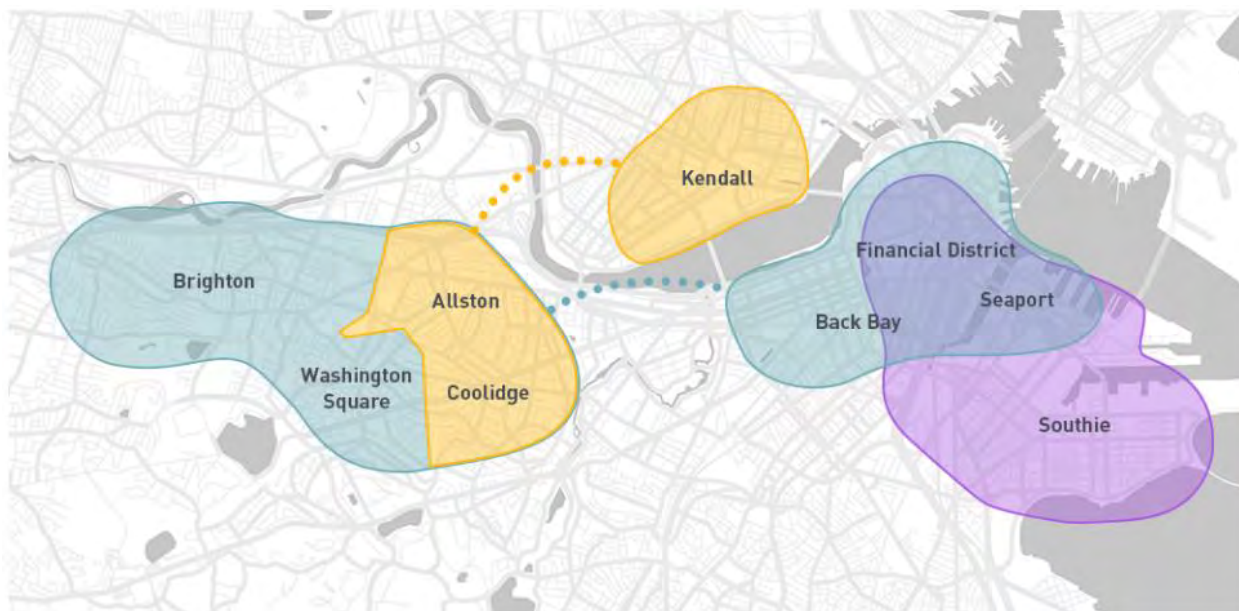 Kendall
Financial District
Brighton
Allston
Seaport
Back Bay
Washington
Square
Coolidge
Southie